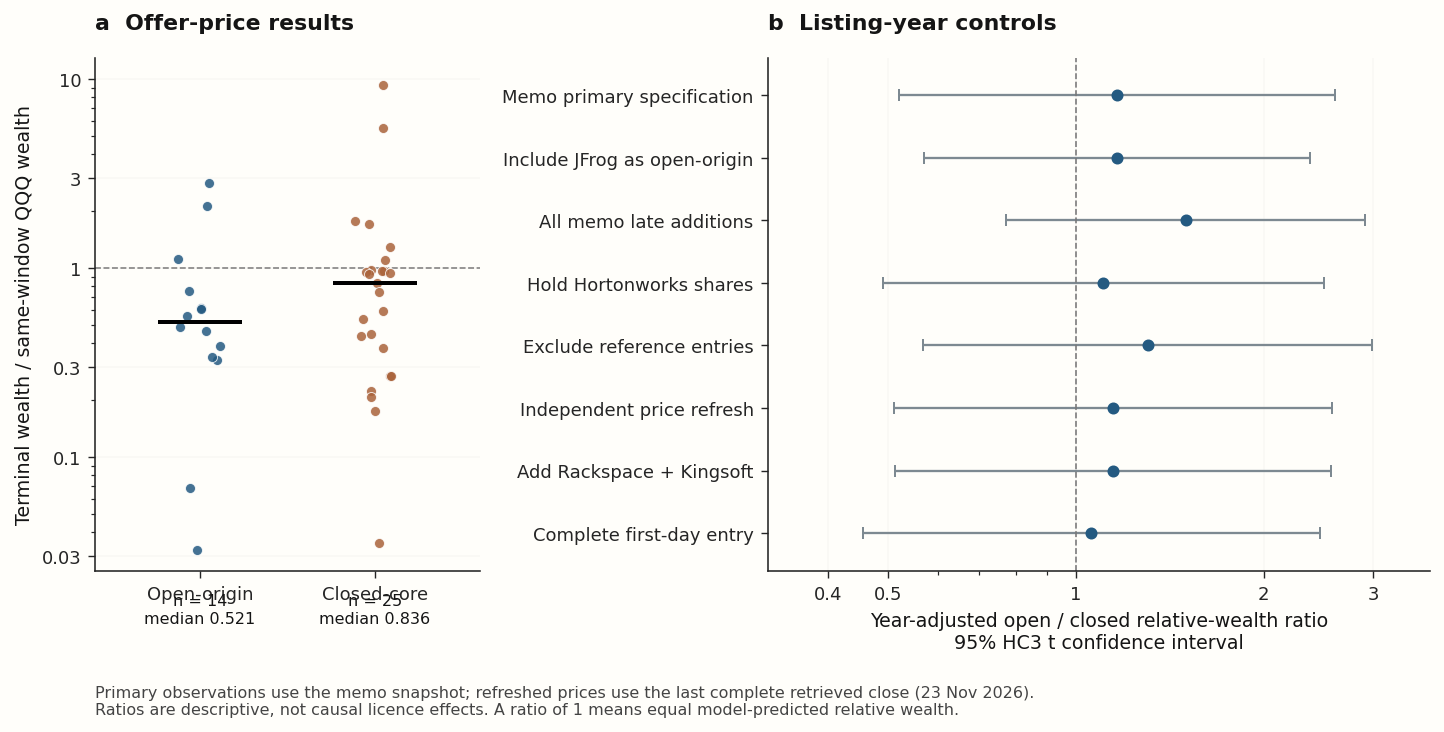 a Offer-price results
Terminal wealth / same-window QQQ wealth
10
3
1
0.3
0.1
0.03
Open-origin
n = 14
median 0.521
Closed-core
n = 25
median 0.836
b Listing-year controls
Memo primary specification
Include JFrog as open-origin
All memo late additions
Hold Hortonworks shares
Exclude reference entries
Independent price refresh
Add Rackspace + Kingsoft
Complete first-day entry
0.4 0.5 1 2 3
Year-adjusted open / closed relative-wealth ratio
95% HC3 t confidence interval
Primary observations use the memo snapshot; refreshed prices use the last complete retrieved close (23 Nov 2026).
Ratios are descriptive, not causal licence effects. A ratio of 1 means equal model-predicted relative wealth.